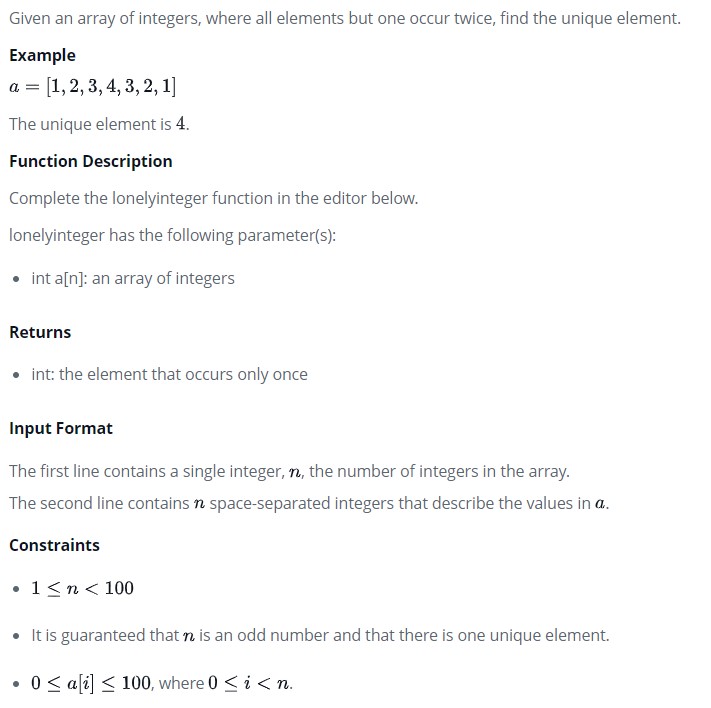 Given an array of integers, where all elements but one occur twice, find the unique element.
Example
a = [1, 2, 3, 4, 3, 2, 1]
The unique element is 4.
Function Description
Complete the lonelyinteger function in the editor below.
lonelyinteger has the following parameter(s):
• int a[n]: an array of integers
Returns
• int: the element that occurs only once
Input Format
The first line contains a single integer, n, the number of integers in the array.
The second line contains n space-separated integers that describe the values in a.
Constraints
• 1 ≤ n < 100
• It is guaranteed that n is an odd number and that there is one unique element.
• 0 ≤ a[i] ≤ 100, where 0 ≤ i < n.